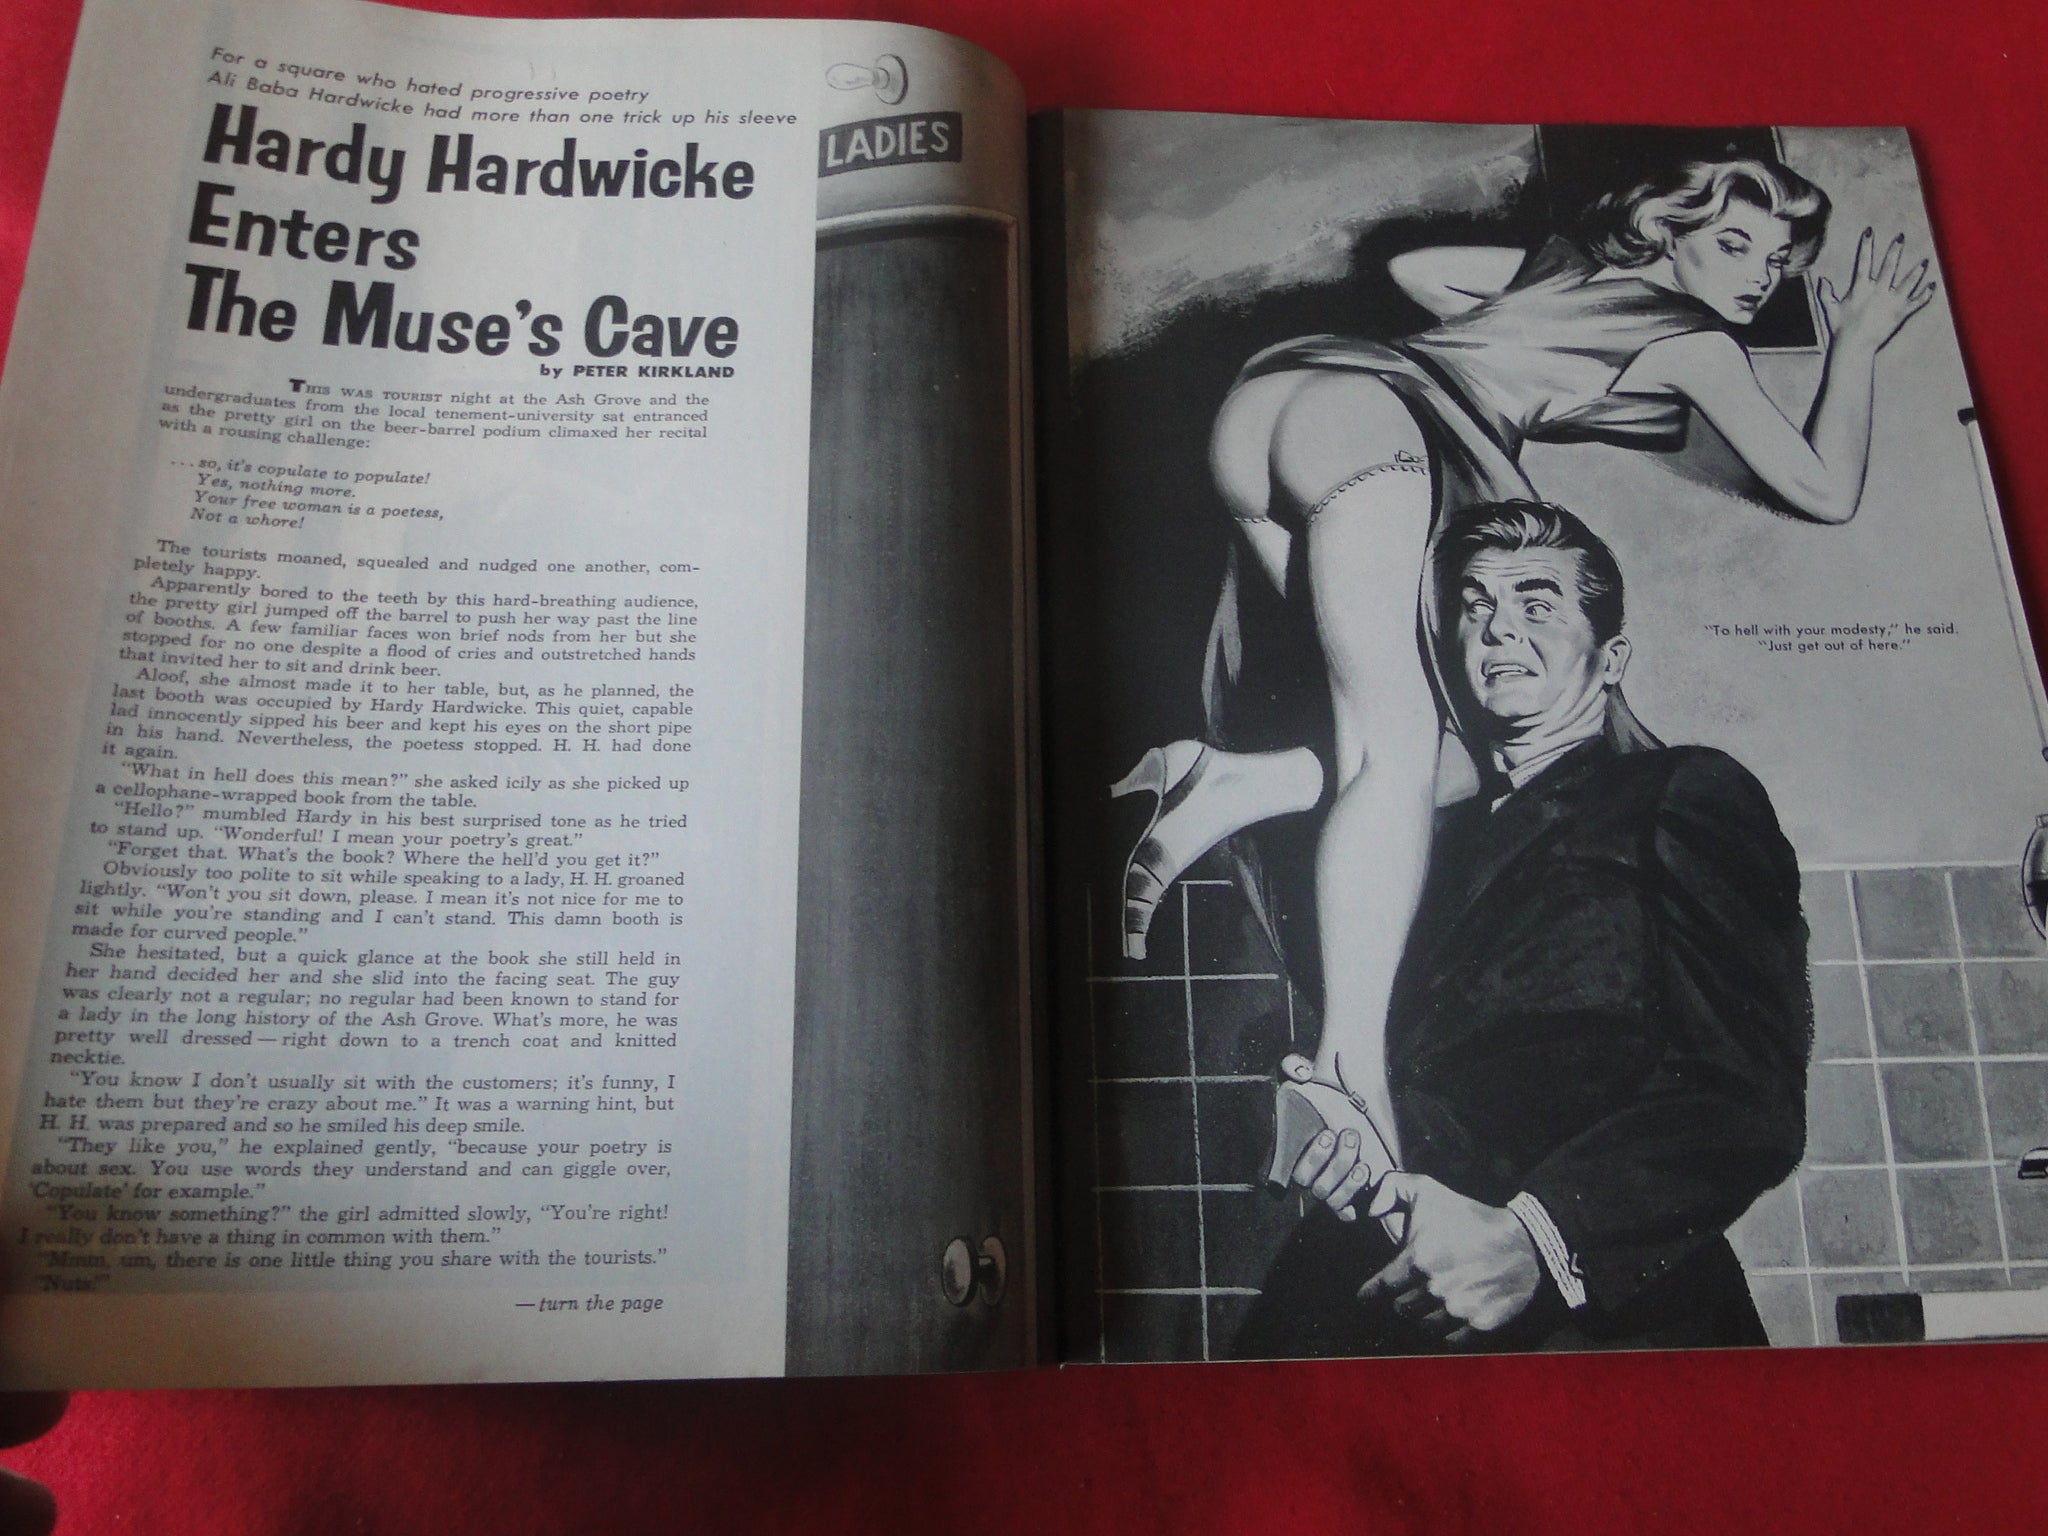 For a square who hated progressive poetry
Ali Baba Hardwicke had more than one trick up his sleeve
Hardy Hardwicke
Enters
The Muse's Cave
by PETER KIRKLAND
THIS WAS TOURIST night at the Ash Grove and the
undergraduates from the local tenement-university sat entranced
as the pretty girl on the beer-barrel podium climaxed her recital
with a rousing challenge:
... so, it's copulate to populate!
Yes, nothing more.
Your free woman is a poetess,
Not a whore!
The tourists moaned, squealed and nudged one another, com-
pletely happy.
Apparently bored to the teeth by this hard-breathing audience,
the pretty girl jumped off the barrel to push her way past the line
of booths. A few familiar faces won brief nods from her but she
stopped for no one despite a flood of cries and outstretched hands
that invited her to sit and drink beer.
Aloof, she almost made it to her table, but, as he planned, the
last booth was occupied by Hardy Hardwicke. This quiet, capable
lad innocently sipped his beer and kept his eyes on the short pipe
in his hand. Nevertheless, the poetess stopped. H. H. had done
it again.
"What in hell does this mean?" she asked icily as she picked up
a cellophane-wrapped book from the table.
"Hello?" mumbled Hardy in his best surprised tone as he tried
to stand up. "Wonderful! I mean your poetry's great."
"Forget that. What's the book? Where the hell'd you get it?"
Obviously too polite to sit while speaking to a lady, H. H. groaned
lightly. "Won't you sit down, please. I mean it's not nice for me to
sit while you're standing and I can't stand. This damn booth is
made for curved people."
She hesitated, but a quick glance at the book she still held in
her hand decided her and she slid into the facing seat. The guy
was clearly not a regular; no regular had been known to stand for
a lady in the long history of the Ash Grove. What's more, he was
pretty well dressed — right down to a trench coat and knitted
necktie.
"You know I don't usually sit with the customers; it's funny, I
hate them but they're crazy about me." It was a warning hint, but
H. H. was prepared and so he smiled his deep smile.
"They like you," he explained gently, "because your poetry is
about sex. You use words they understand and can giggle over,
'Copulate' for example."
"You know something?" the girl admitted slowly, "You're right!
I really don't have a thing in common with them."
"Mmm, um, there is one little thing you share with the tourists."
"Nuts!"
— turn the page
LADIES
"To hell with your modesty," he said.
"Just get out of here."